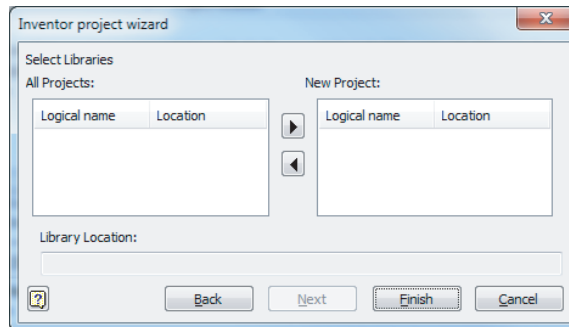 Inventor project wizard
Select Libraries
All Projects: New Project:
Logical name Location Logical name Location
Library Location:
Back Next Finish Cancel